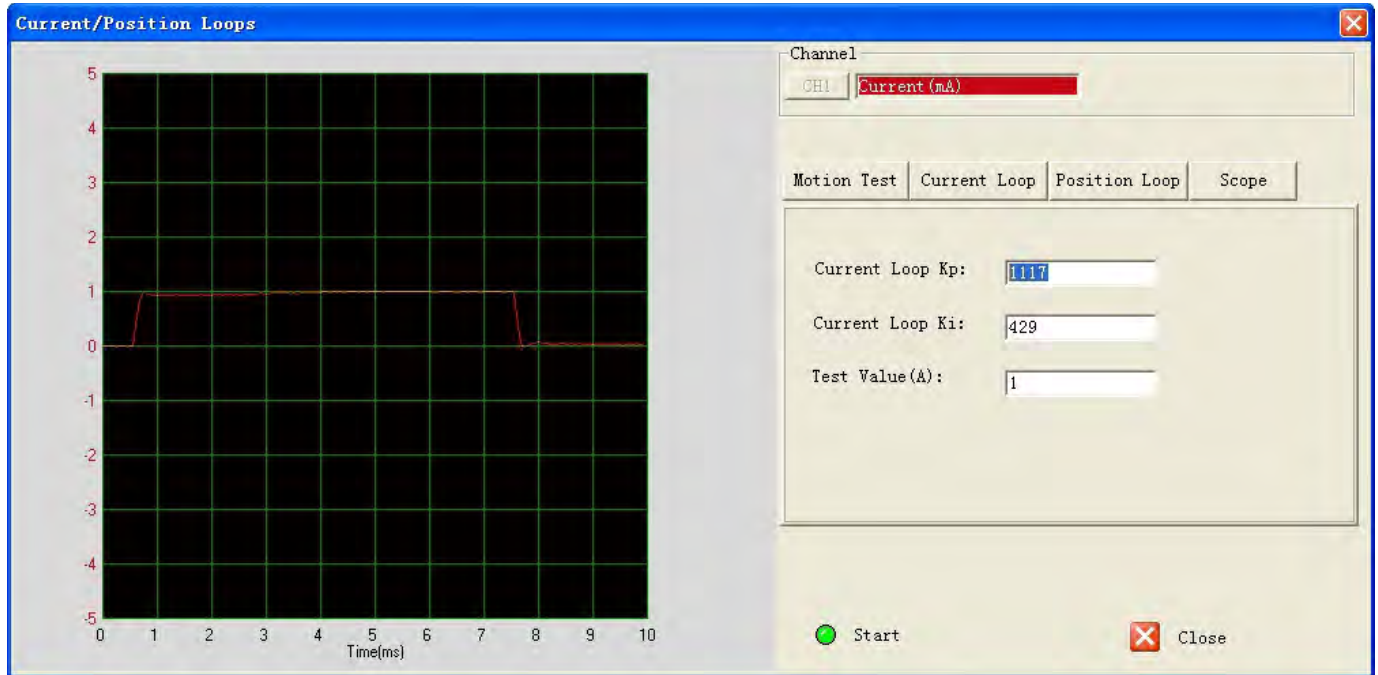 Current/Position Loops
Channel
CH1 Current(mA)
5
4
3
2
1
0
-1
-2
-3
-4
-5
0 1 2 3 4 5 6 7 8 9 10
Time(ms)
Motion Test Current Loop Position Loop Scope
Current Loop Kp: 1117
Current Loop Ki: 429
Test Value(A): 1
Start Close